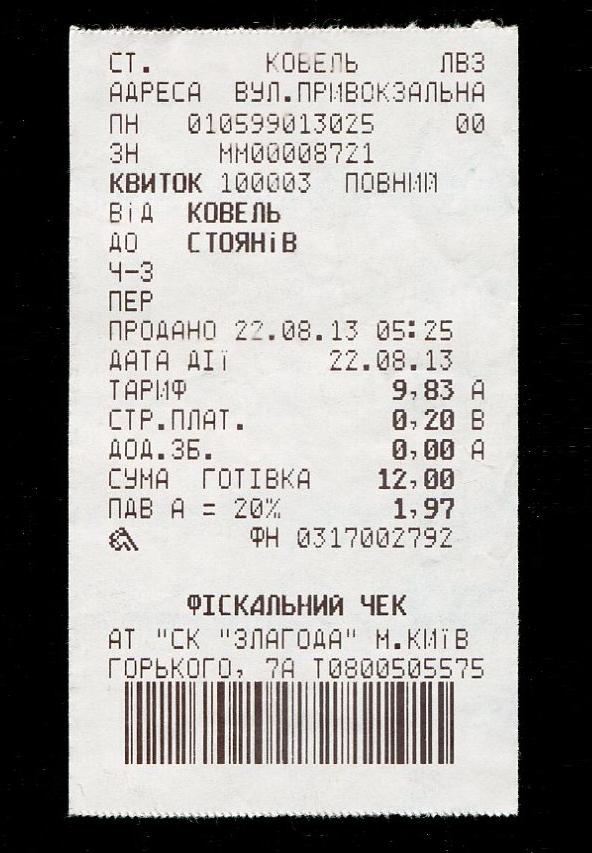 СТ. КОВЕЛЬ ЛВЗ
АДРЕСА ВУЛ.ПРИВОКЗАЛЬНА
ПН 010599013025 00
ЗН ММ00008721
КВИТОК 100003 ПОВНИЙ
ВіД КОВЕЛЬ
ДО СТОЯНіВ
Ч-3
ПЕР
ПРОДАНО 22.08.13 05:25
ДАТА ДІї 22.08.13
ТАРИФ 9,83 А
СТР.ПЛАТ. 0,20 В
ДОД.ЗБ. 0,00 А
СУМА ГОТІВКА 12,00
ПДВ А = 20% 1,97
ФН 0317002792
ФІСКАЛЬНИЙ ЧЕК
АТ "СК "ЗЛАГОДА" М.КИїВ
ГОРЬКОГО, 7А Т0800505575